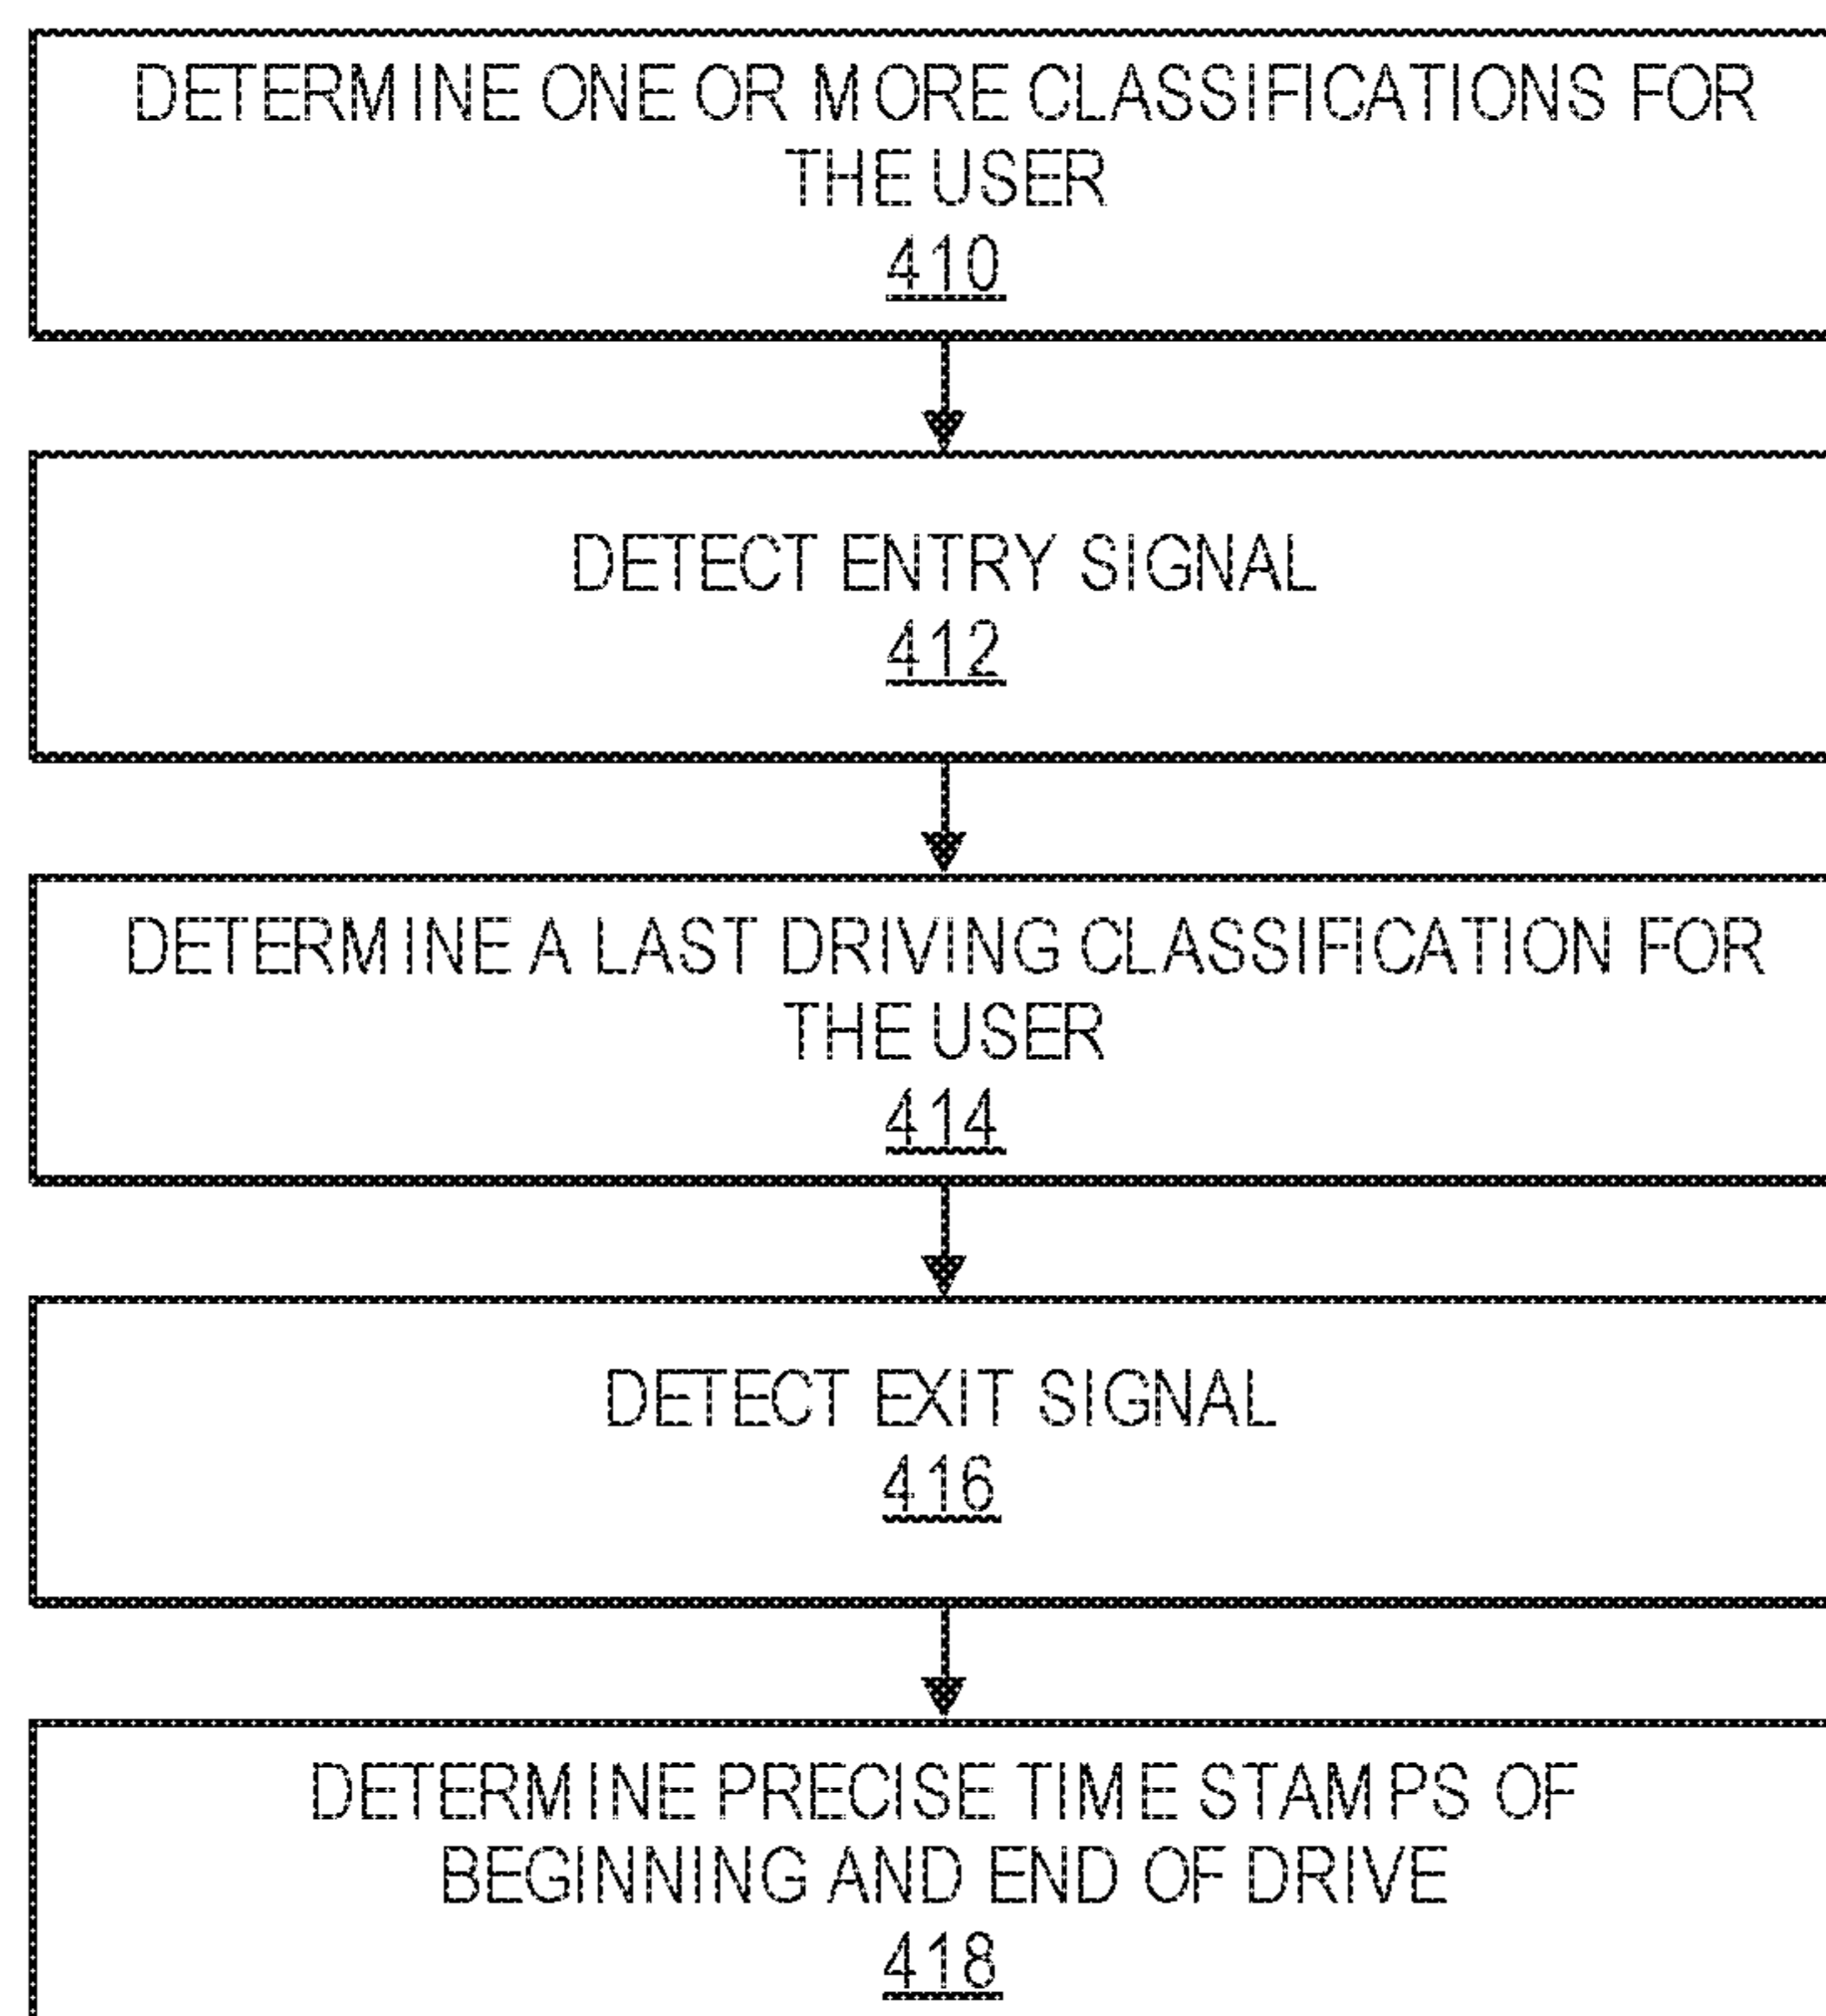 DETERMINE ONE OR MORE CLASSIFICATIONS FOR
THE USER
410
DETECT ENTRY SIGNAL
412
DETERMINE A LAST DRIVING CLASSIFICATION FOR
THE USER
414
DETECT EXIT SIGNAL
416
DETERMINE PRECISE TIME STAMPS OF
BEGINNING AND END OF DRIVE
418